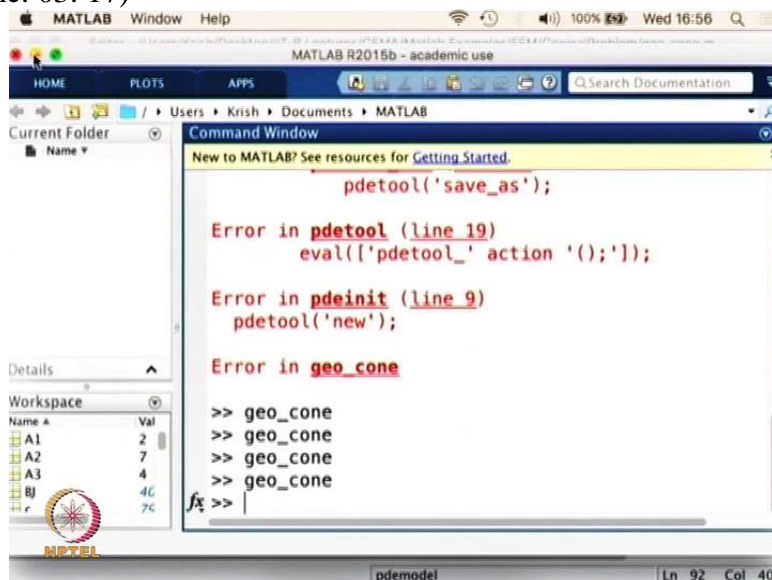 MATLAB Window Help 100% Wed 16:56
MATLAB R2015b - academic use
HOME PLOTS APPS Search Documentation
/ ▸ Users ▸ Krish ▸ Documents ▸ MATLAB
Current Folder
Name
Command Window
New to MATLAB? See resources for Getting Started.
pdetool('save_as');
Error in pdetool (line 19)
eval(['pdetool_' action '();']);
Error in pdeinit (line 9)
pdetool('new');
Error in geo_cone
Details
Workspace
Name Val
A1 2
A2 7
A3 4
BJ
>> geo_cone
>> geo_cone
>> geo_cone
>> geo_cone
fx >>
NPTEL
pdemodel Ln 92 Col 40